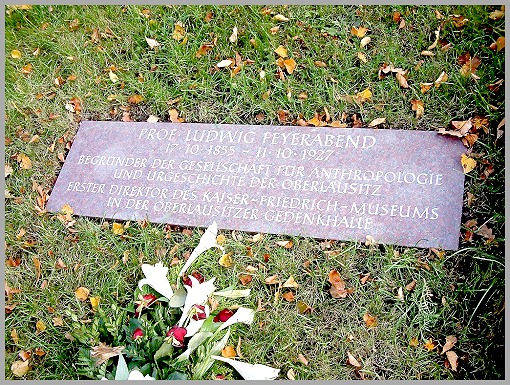 PROF. LUDWIG FEYERABEND
17·10·1855 - 11·10·1927
BEGRÜNDER DER GESELLSCHAFT FÜR ANTHROPOLOGIE
UND URGESCHICHTE DER OBERLAUSITZ
ERSTER DIREKTOR DES KAISER-FRIEDRICH-MUSEUMS
IN DER OBERLAUSITZER GEDENKHALLE